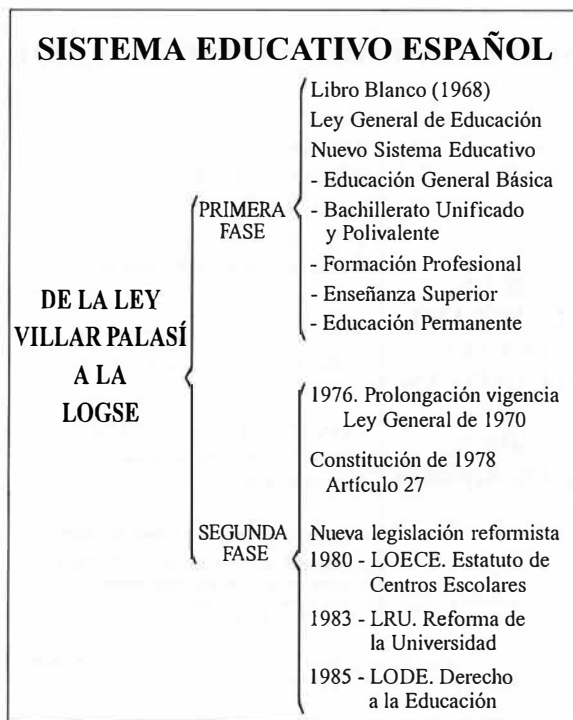 SISTEMA EDUCATIVO ESPAÑOL
DE LA LEY
VILLAR PALASÍ
A LA
LOGSE
PRIMERA
FASE
Libro Blanco (1968)
Ley General de Educación
Nuevo Sistema Educativo
- Educación General Básica
- Bachillerato Unificado
y Polivalente
- Formación Profesional
- Enseñanza Superior
- Educación Permanente
SEGUNDA
FASE
1976. Prolongación vigencia
Ley General de 1970
Constitución de 1978
Artículo 27
Nueva legislación reformista
1980 - LOECE. Estatuto de
Centros Escolares
1983 - LRU. Reforma de
la Universidad
1985 - LODE. Derecho
a la Educación